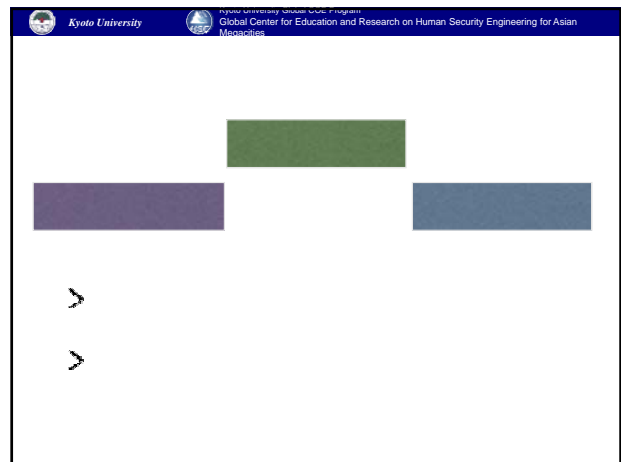 Kyoto University
Kyoto University Global COE Program
Global Center for Education and Research on Human Security Engineering for Asian
Megacities